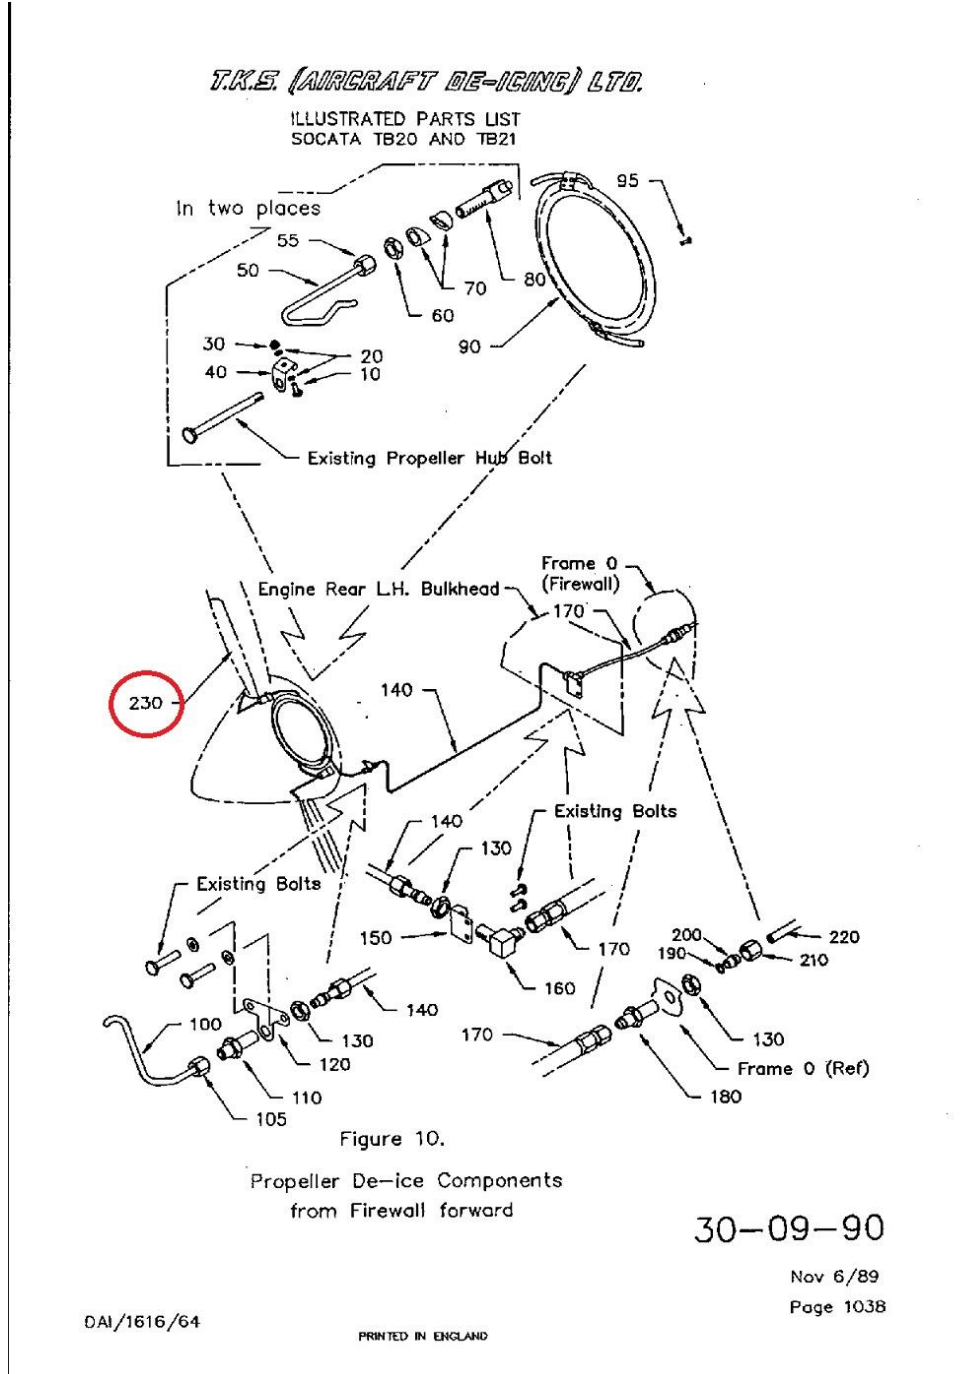 T.K.S. (AIRCRAFT DE-ICING) LTD.
ILLUSTRATED PARTS LIST
SOCATA TB20 AND TB21
In two places
95
55
50
80
70
60
90
30
20
40
10
Existing Propeller Hub Bolt
Frame 0
(Firewall)
Engine Rear L.H. Bulkhead
170
230
140
Existing Bolts
140
130
Existing Bolts
150
170
200
190
220
210
160
140
100
130
120
170
130
110
Frame 0 (Ref)
180
105
Figure 10.
Propeller De-ice Components
from Firewall forward
30-09-90
Nov 6/89
Page 1038
DAI/1616/64
PRINTED IN ENGLAND